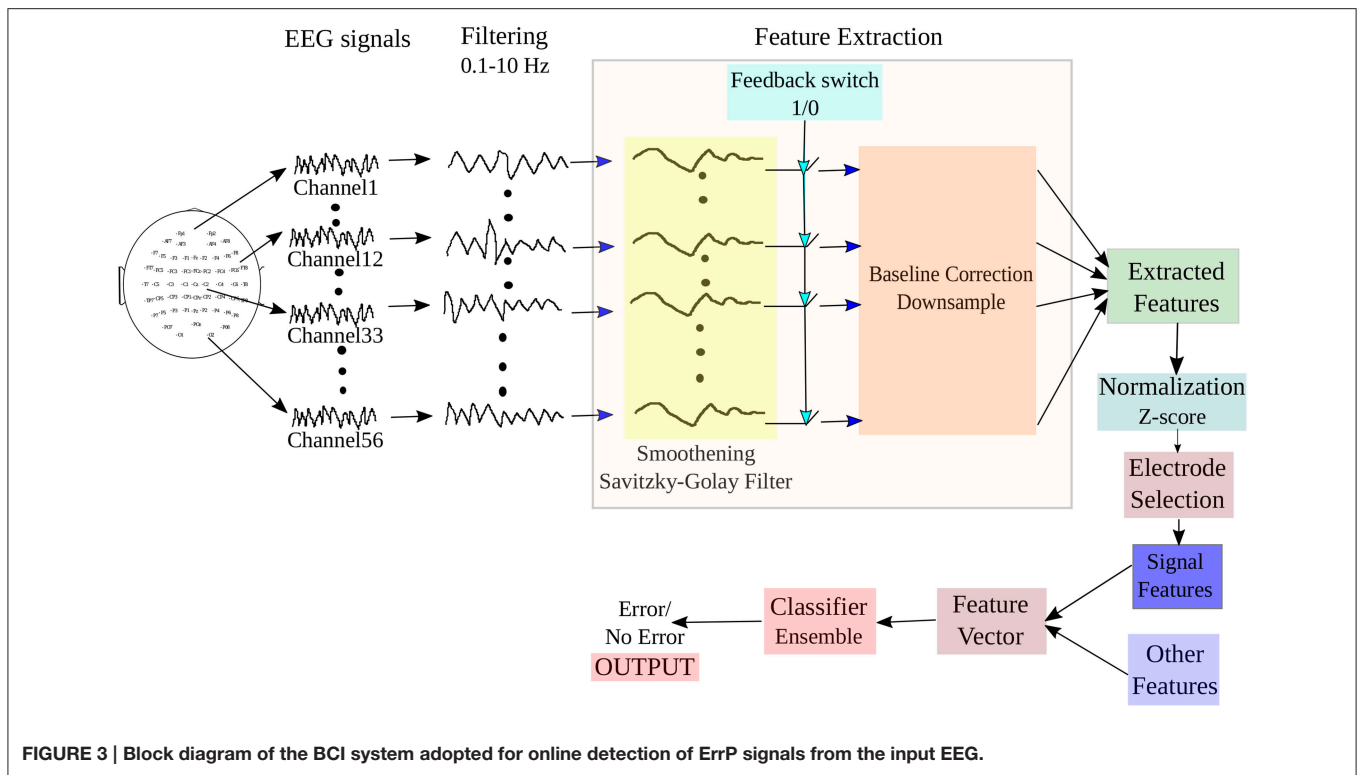 EEG signals
Filtering
0.1-10 Hz
Feature Extraction
Feedback switch
1/0
Channel1
Channel12
Channel33
Channel56
Smoothening
Savitzky-Golay Filter
Baseline Correction
Downsample
Extracted
Features
Normalization
Z-score
Electrode
Selection
Signal
Features
Other
Features
Feature
Vector
Classifier
Ensemble
Error/
No Error
OUTPUT
FIGURE 3 | Block diagram of the BCI system adopted for online detection of ErrP signals from the input EEG.